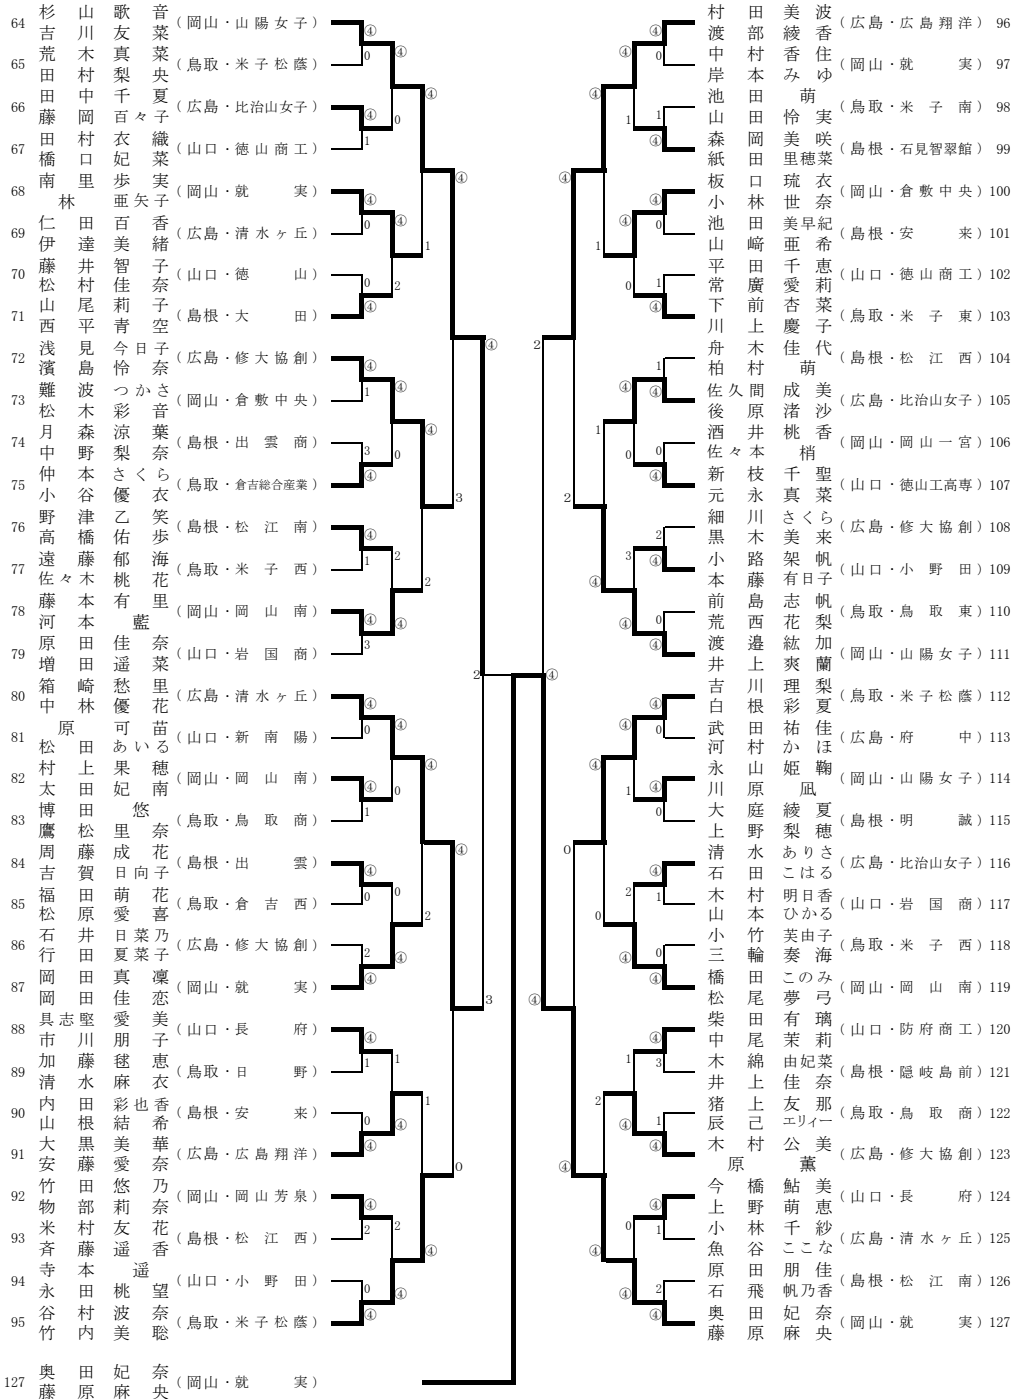 64 杉山歌音 吉川友菜 (岡山・山陽女子)
65 荒木真菜 田村梨央 (鳥取・米子松蔭)
66 田中千夏 藤岡百々子 (広島・比治山女子)
67 田村衣織 橋口妃菜 (山口・徳山商工)
68 南里歩実 林亜矢子 (岡山・就実)
69 仁田百香 伊達美緒 (広島・清水ヶ丘)
70 藤井智子 松村佳奈 (山口・徳山)
71 山尾莉子 西平青空 (島根・大田)
72 浅見今日子 濱島怜奈 (広島・修大協創)
73 難波つかさ 松木彩音 (岡山・倉敷中央)
74 月森涼葉 中野梨奈 (島根・出雲商)
75 仲本さくら 小谷優衣 (鳥取・倉吉総合産業)
76 野津乙笑 高橋佑歩 (島根・松江南)
77 遠藤郁海 佐々木桃花 (鳥取・米子西)
78 藤本有里 河本藍 (岡山・岡山南)
79 原田佳奈 増田遥菜 (山口・岩国商)
80 箱崎愁里 中林優花 (広島・清水ヶ丘)
81 原可苗 松田あいる (山口・新南陽)
82 村上果穂 太田妃南 (岡山・岡山南)
83 博田悠 鷹松里奈 (鳥取・鳥取商)
84 周藤成花 吉賀日向子 (島根・出雲)
85 福田萌花 松原愛喜 (鳥取・倉吉西)
86 石井日菜乃 行田夏菜子 (広島・修大協創)
87 岡田真凜 岡田佳恋 (岡山・就実)
88 具志堅愛美 市川朋子 (山口・長府)
89 加藤毬恵 清水麻衣 (鳥取・日野)
90 内田彩也香 山根結希 (島根・安来)
91 大黒美華 安藤愛奈 (広島・広島翔洋)
92 竹田悠乃 物部莉奈 (岡山・岡山芳泉)
93 米村友花 斉藤遥香 (島根・松江西)
94 寺本遥 永田桃望 (山口・小野田)
95 谷村波奈 竹内美聡 (鳥取・米子松蔭)
127 奥田妃奈 藤原麻央 (岡山・就実)
村田美波 渡部綾香 (広島・広島翔洋) 96
中村香住 岸本みゆ (岡山・就実) 97
池田萌 山田怜実 (鳥取・米子南) 98
森岡美咲 紙田里穂菜 (島根・石見智翠館) 99
板口琉衣 小林世奈 (岡山・倉敷中央) 100
池田美早紀 山﨑亜希 (島根・安来) 101
平田千恵 常廣愛莉 (山口・徳山商工) 102
下前杏菜 川上慶子 (鳥取・米子東) 103
舟木佳代 柏村萌 (島根・松江西) 104
佐久間成美 後原渚沙 (広島・比治山女子) 105
酒井桃香 佐々本梢 (岡山・岡山一宮) 106
新枝千聖 元永真菜 (山口・徳山工高専) 107
細川さくら 黒木美来 (広島・修大協創) 108
小路架帆 本藤有日子 (山口・小野田) 109
前島志帆 荒西花梨 (鳥取・鳥取東) 110
渡邉紘加 井上爽蘭 (岡山・山陽女子) 111
吉川理梨 白根彩夏 (鳥取・米子松蔭) 112
武田祐佳 河村かほ (広島・府中) 113
永山姫鞠 川原凪 (岡山・山陽女子) 114
大庭綾夏 上野梨穂 (島根・明誠) 115
清水ありさ 石田こはる (広島・比治山女子) 116
木村明日香 山本ひかる (山口・岩国商) 117
小竹芙由子 三輪奏海 (鳥取・米子西) 118
橋田このみ 松尾夢弓 (岡山・岡山南) 119
柴田有璃 中尾茉莉 (山口・防府商工) 120
木綿由妃菜 井上佳奈 (島根・隠岐島前) 121
猪上友那 辰己エリィー (鳥取・鳥取商) 122
木村公美 原薫 (広島・修大協創) 123
今橋鮎美 上野萌恵 (山口・長府) 124
小林千紗 魚谷ここな (広島・清水ヶ丘) 125
原田朋佳 石飛帆乃香 (島根・松江南) 126
奥田妃奈 藤原麻央 (岡山・就実) 127